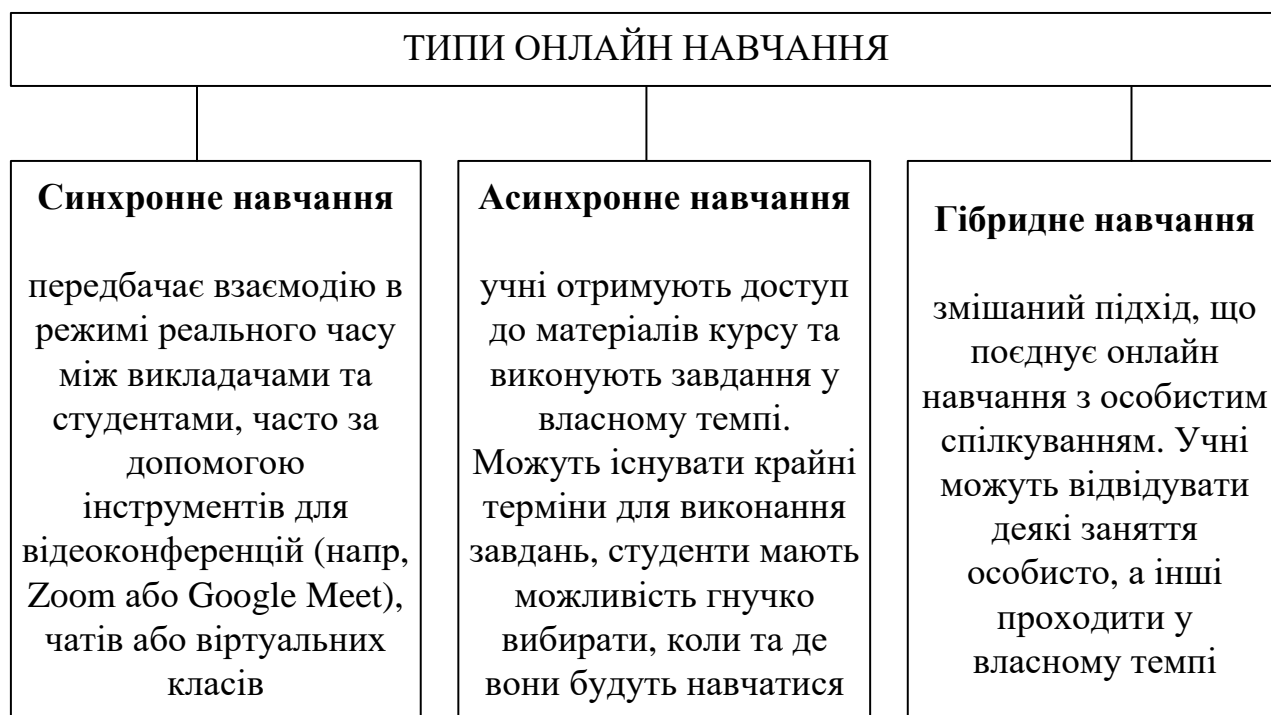 ТИПИ ОНЛАЙН НАВЧАННЯ
Синхронне навчання
передбачає взаємодію в
режимі реального часу
між викладачами та
студентами, часто за
допомогою
інструментів для
відеоконференцій (напр,
Zoom або Google Meet),
чатів або віртуальних
класів
Асинхронне навчання
учні отримують доступ
до матеріалів курсу та
виконують завдання у
власному темпі.
Можуть існувати крайні
терміни для виконання
завдань, студенти мають
можливість гнучко
вибирати, коли та де
вони будуть навчатися
Гібридне навчання
змішаний підхід, що
поєднує онлайн
навчання з особистим
спілкуванням. Учні
можуть відвідувати
деякі заняття
особисто, а інші
проходити у
власному темпі